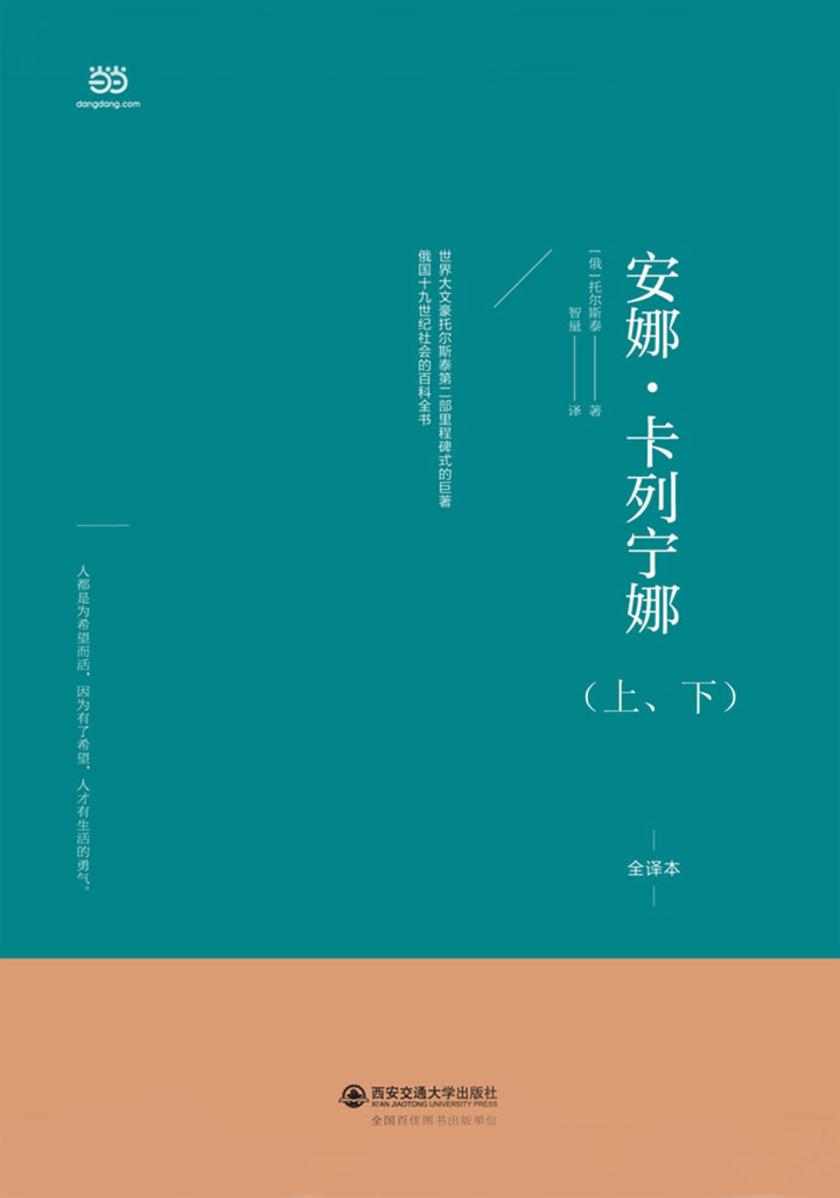 dangdang.com
安娜·卡列宁娜
（上、下）
[俄]托尔斯泰——著
智量——译
世界大文豪托尔斯泰第二部里程碑式的巨著
俄国十九世纪社会的百科全书
人都是为希望而活，因为有了希望，人才有生活的勇气。
全译本
西安交通大学出版社
XI'AN JIAOTONG UNIVERSITY PRESS
全国百佳图书出版单位